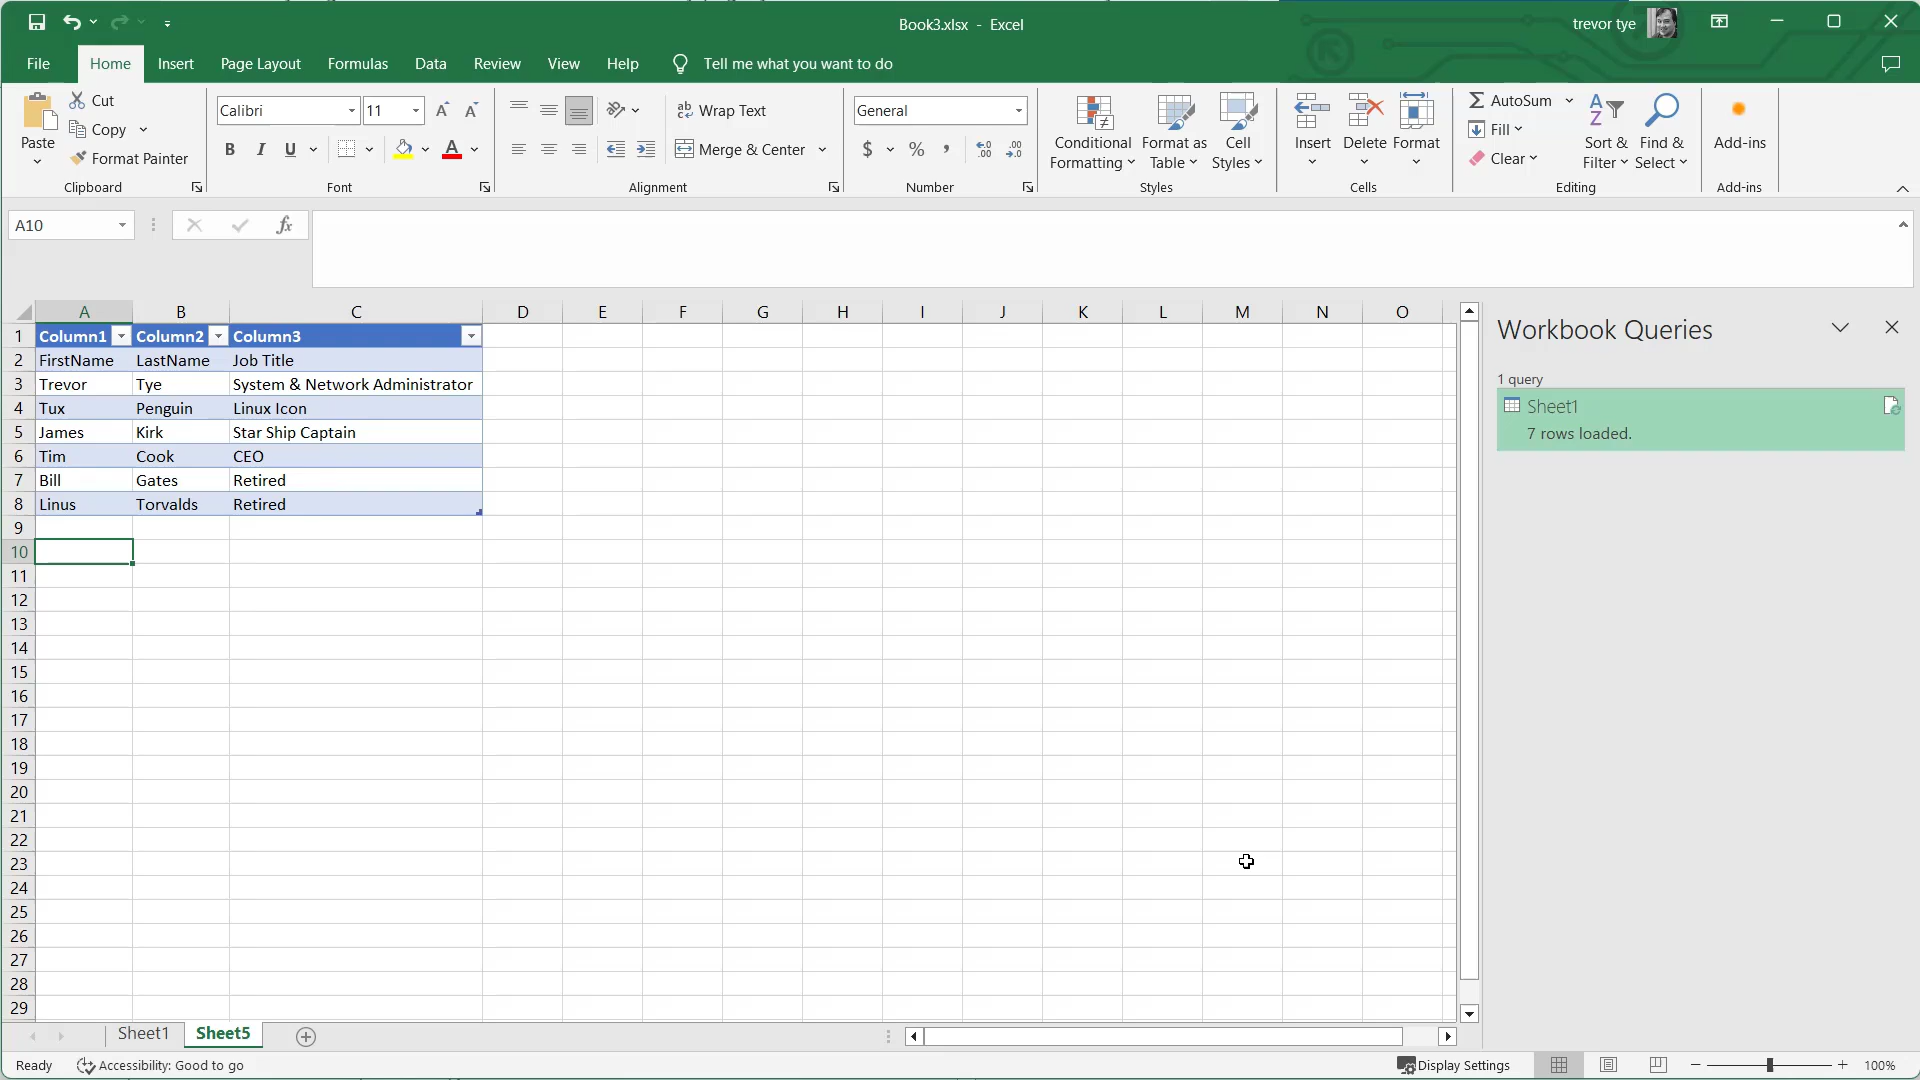 Book3.xlsx - Excel
trevor tye
File Home Insert Page Layout Formulas Data Review View Help Tell me what you want to do
Paste
Cut
Copy
Format Painter
Clipboard
Calibri 11
B I U A
Font
Wrap Text
Merge & Center
Alignment
General
$ % ,
Number
Conditional Formatting
Format as Table
Cell Styles
Styles
Insert Delete Format
Cells
AutoSum
Fill
Clear
Sort & Filter
Find & Select
Editing
Add-ins
Add-ins
A10 fx
A B C D E F G H I J K L M N O
1 Column1 Column2 Column3
2 FirstName LastName Job Title
3 Trevor Tye System & Network Administrator
4 Tux Penguin Linux Icon
5 James Kirk Star Ship Captain
6 Tim Cook CEO
7 Bill Gates Retired
8 Linus Torvalds Retired
9
10
11
12
13
14
15
16
17
18
19
20
21
22
23
24
25
26
27
28
29
Workbook Queries
1 query
Sheet1
7 rows loaded.
Sheet1 Sheet5
Ready Accessibility: Good to go Display Settings 100%